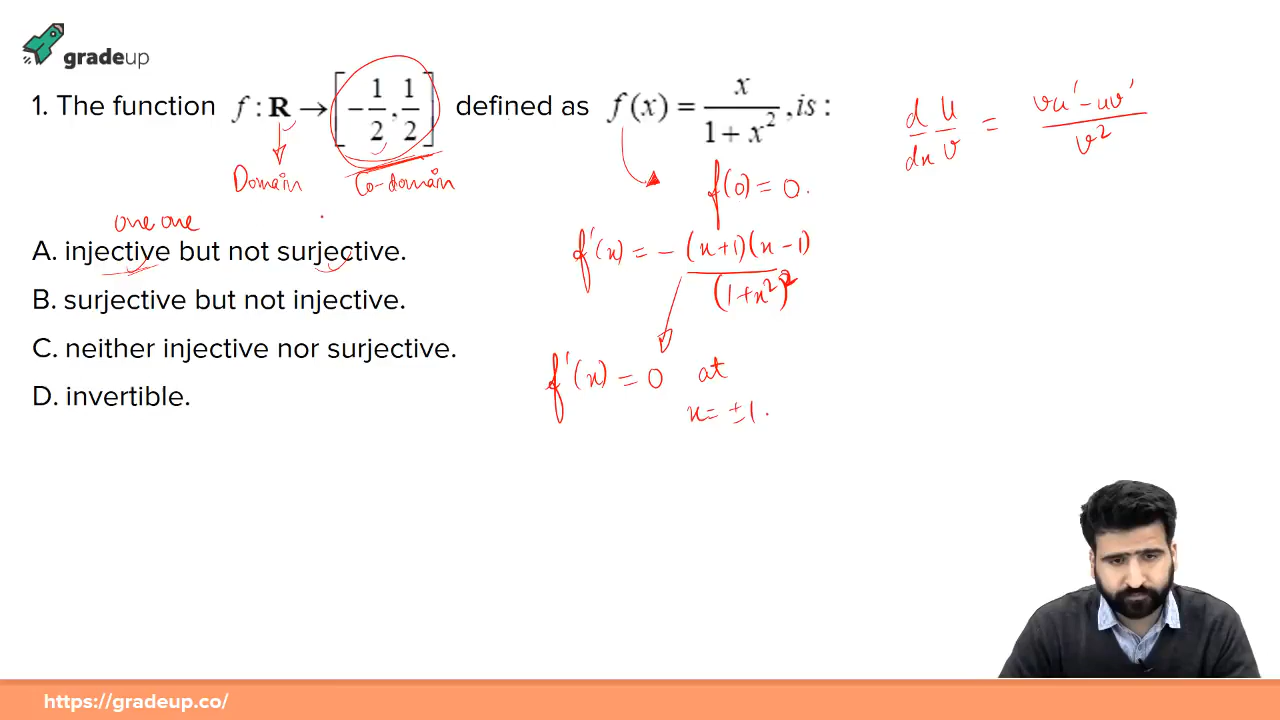 gradeup
1. The function f : R → [-1/2, 1/2] defined as f(x) = x/(1 + x²), is :
d/dx u/v = (vu' - uv')/v²
Domain Co-domain
f(0) = 0.
one one
A. injective but not surjective.
f'(x) = - (x+1)(x-1)/(1+x²)²
B. surjective but not injective.
C. neither injective nor surjective.
f'(x) = 0 at
x = ±1.
D. invertible.
https://gradeup.co/